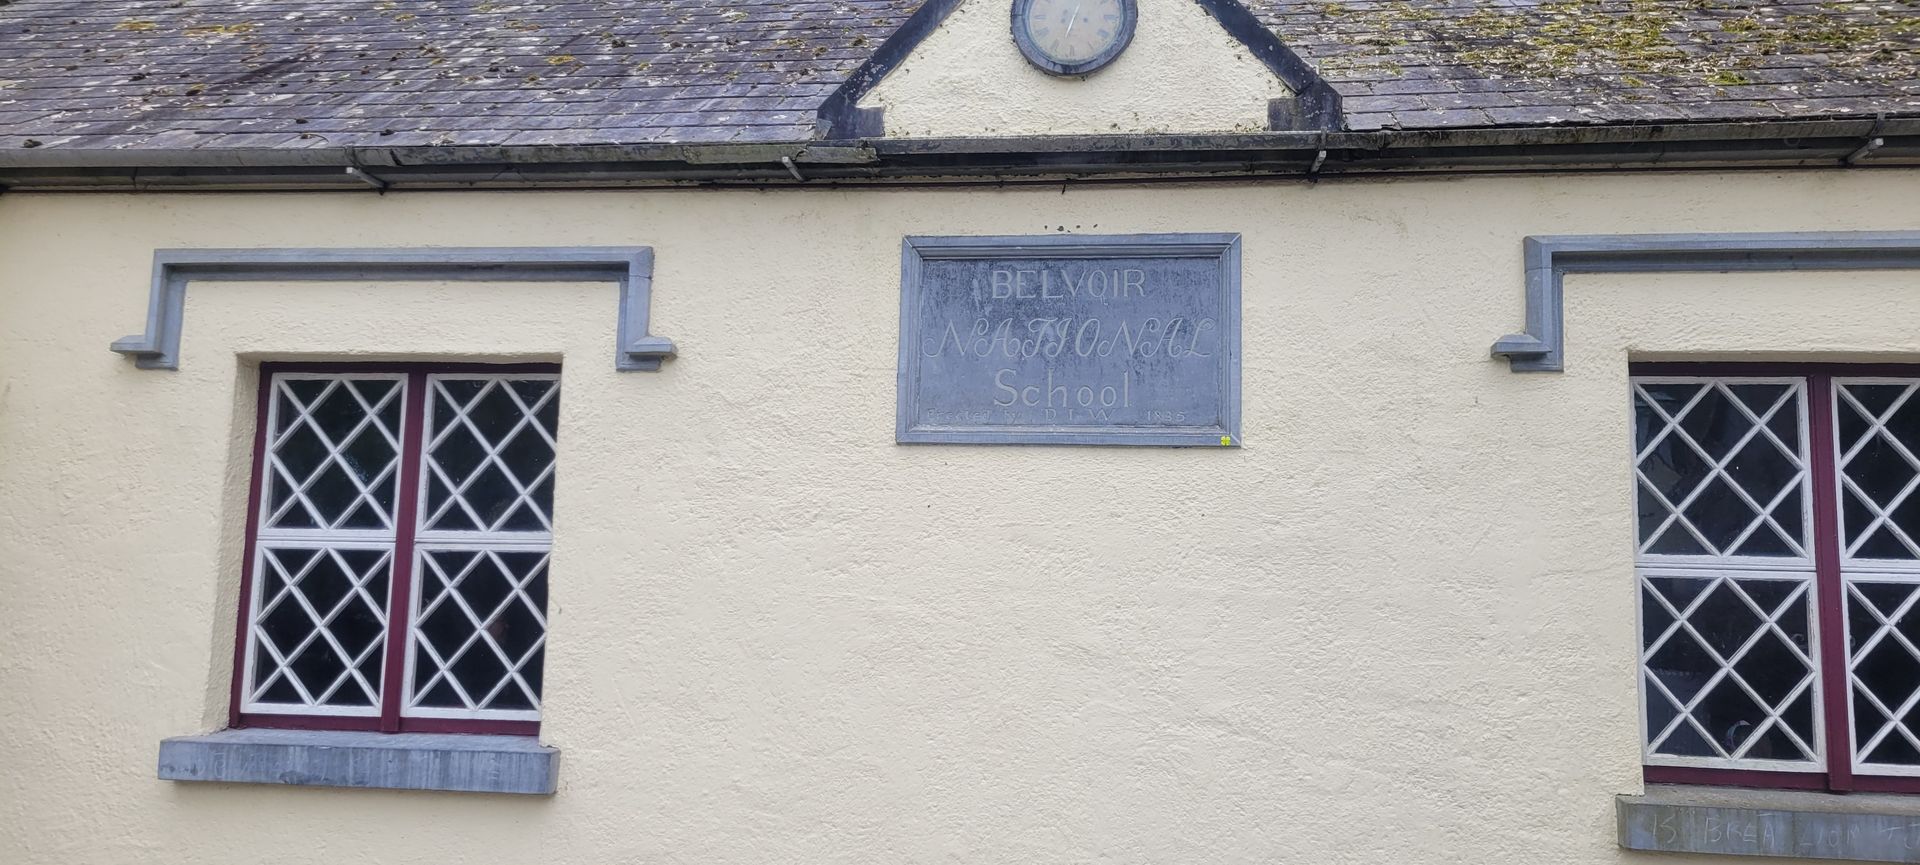 BELVOIR
NATIONAL
School
Erected by D L W 1835